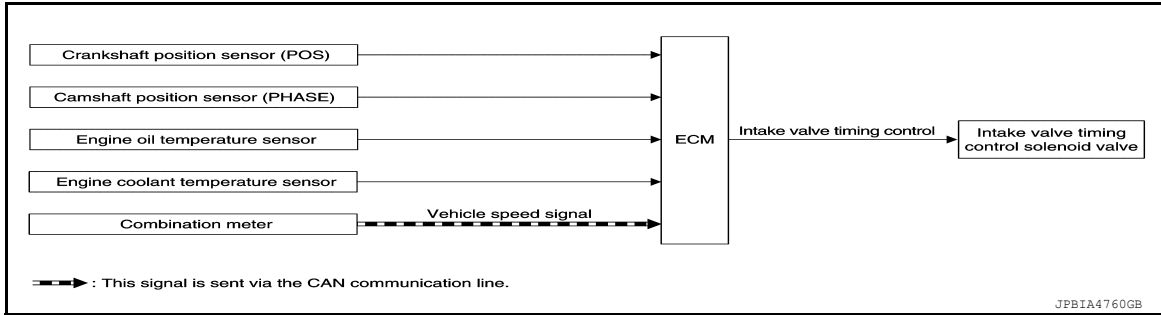 Crankshaft position sensor (POS)
Camshaft position sensor (PHASE)
Engine oil temperature sensor
Engine coolant temperature sensor
Combination meter
Vehicle speed signal
ECM
Intake valve timing control
Intake valve timing
control solenoid valve
: This signal is sent via the CAN communication line.
JPBIA4760GB